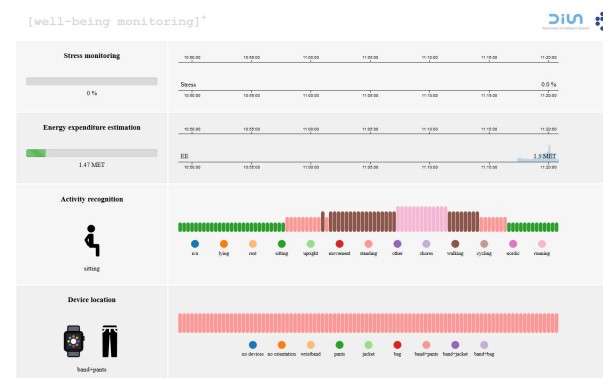 [well-being monitoring]+
Department of Intelligent Systems
Stress monitoring
0 %
10:50:00 10:55:00 11:00:00 11:05:00 11:10:00 11:15:00 11:20:00
Stress 0.0 %
10:50:00 10:55:00 11:00:00 11:05:00 11:10:00 11:15:00 11:20:00
Energy expenditure estimation
1.47 MET
10:50:00 10:55:00 11:00:00 11:05:00 11:10:00 11:15:00 11:20:00
EE 1.5 MET
10:50:00 10:55:00 11:00:00 11:05:00 11:10:00 11:15:00 11:20:00
Activity recognition
sitting
n/a lying rest sitting upright movement standing other chores walking cycling nordic running
Device location
band+pants
no devices no orientation wristband pants jacket bag band+pants band+jacket band+bag